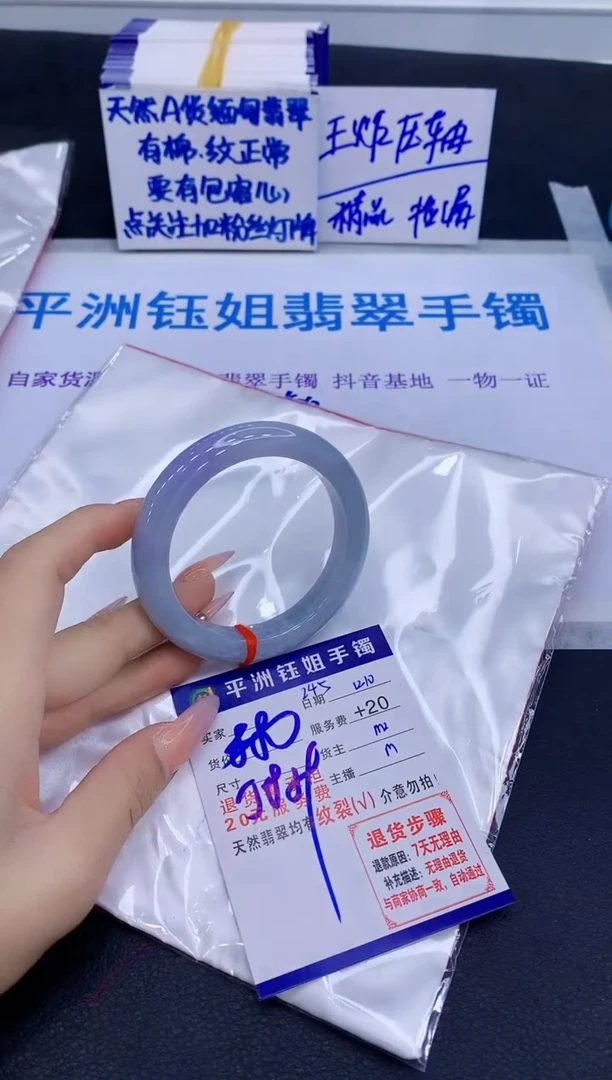 天然A货缅甸翡翠
有棉.纹正常
要有包容心
点关注加粉丝灯牌
王炸压轴
精品 捡漏
平洲钰姐翡翠手镯
自家货源
翡翠手镯 抖音基地 一物一证
平洲钰姐手镯
245
日期 12.10
买家
服务费 +20
货主 m
尺寸
主播 m
20元服务费
天然翡翠均有纹裂(√) 介意勿拍!
退货步骤
退款原因: 7天无理由
补充描述: 无理由退货
与商家协商一致,自动通过